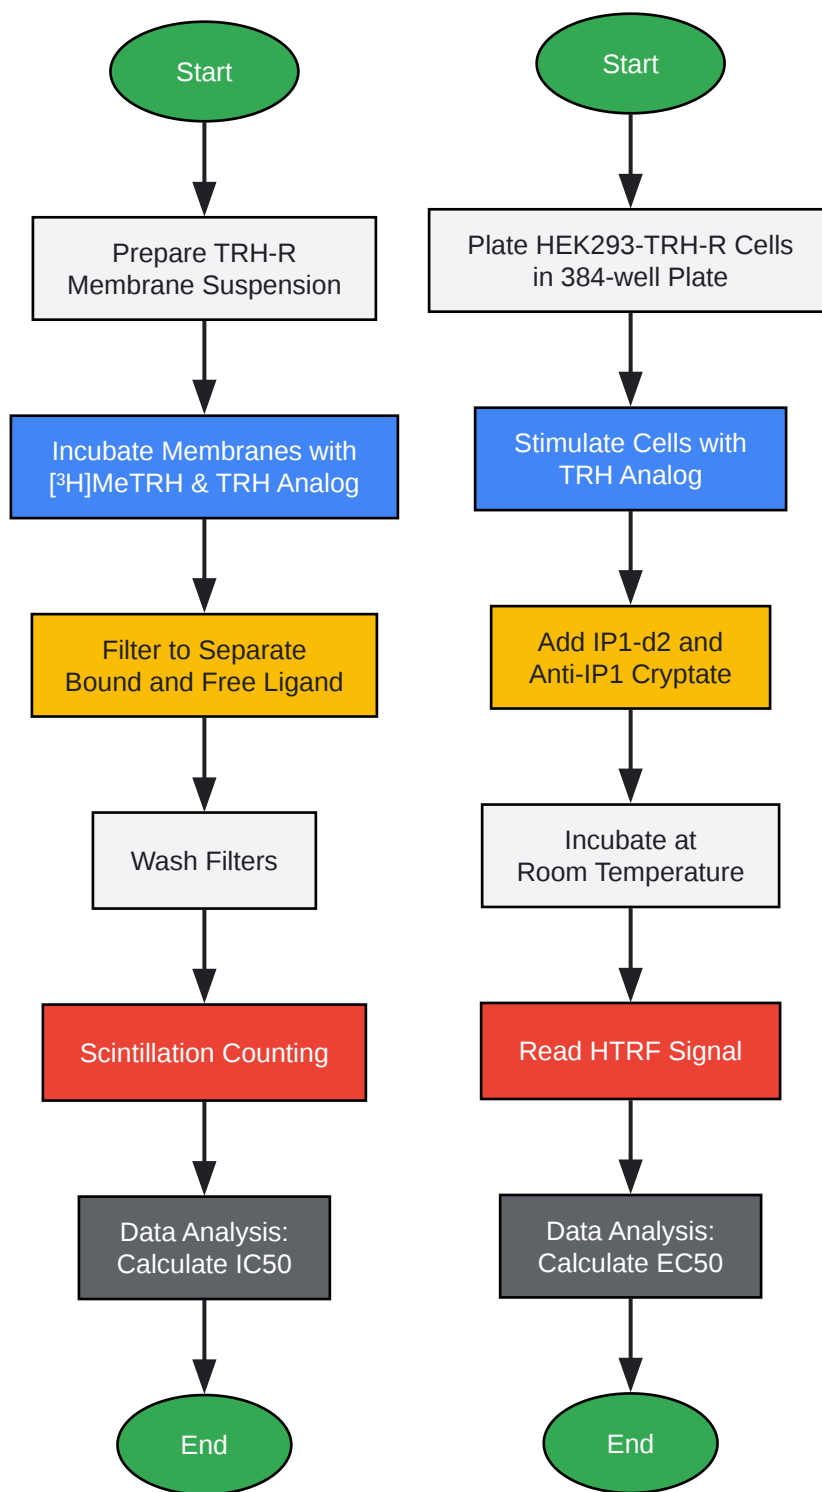 Start
Prepare TRH-R
Membrane Suspension
Incubate Membranes with
[³H]MeTRH & TRH Analog
Filter to Separate
Bound and Free Ligand
Wash Filters
Scintillation Counting
Data Analysis:
Calculate IC50
End
Start
Plate HEK293-TRH-R Cells
in 384-well Plate
Stimulate Cells with
TRH Analog
Add IP1-d2 and
Anti-IP1 Cryptate
Incubate at
Room Temperature
Read HTRF Signal
Data Analysis:
Calculate EC50
End